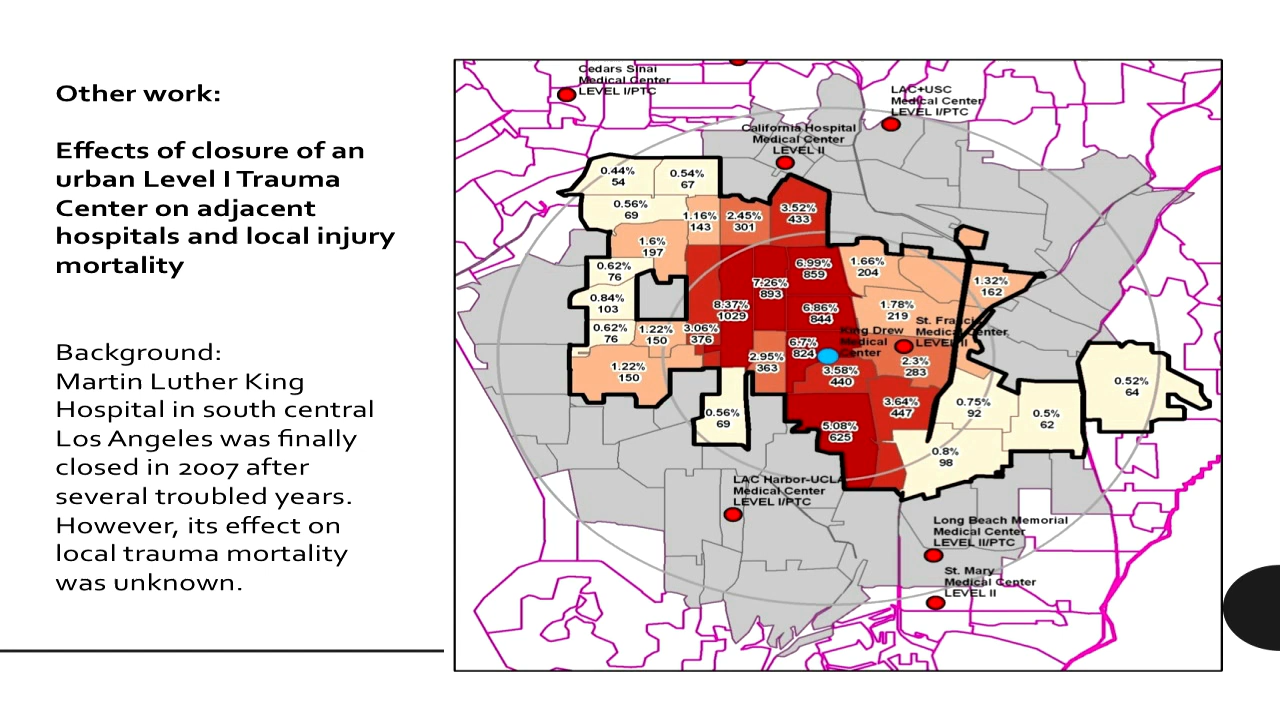 Other work:
Effects of closure of an
urban Level I Trauma
Center on adjacent
hospitals and local injury
mortality
Background:
Martin Luther King
Hospital in south central
Los Angeles was finally
closed in 2007 after
several troubled years.
However, its effect on
local trauma mortality
was unknown.
Cedars Sinai
Medical Center
LEVEL I/PTC
LAC+USC
Medical Center
LEVEL I/PTC
California Hospital
Medical Center
LEVEL II
0.44%
54
0.54%
67
0.56%
69
1.16%
143
2.45%
301
3.52%
433
1.6%
197
0.62%
76
6.99%
859
1.66%
204
7.26%
893
1.32%
162
0.84%
103
8.37%
1029
6.86%
844
1.78%
219
0.62%
76
1.22%
150
3.06%
376
King Drew
Medical
Center
St. Francis
Medical Center,
LEVEL II
6.7%
824
2.95%
363
1.22%
150
3.58%
440
2.3%
283
0.52%
64
0.56%
69
3.64%
447
0.75%
92
0.5%
62
5.08%
625
0.8%
98
LAC Harbor-UCLA
Medical Center
LEVEL I/PTC
Long Beach Memorial
Medical Center
LEVEL II/PTC
St. Mary
Medical Center
LEVEL II